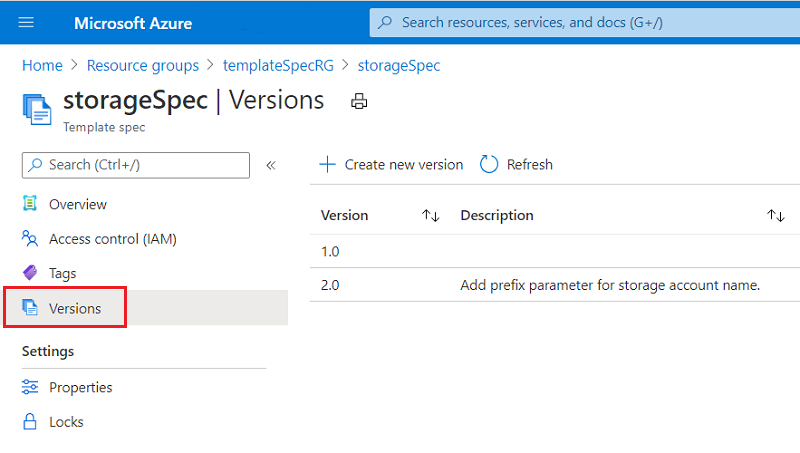 Microsoft Azure
Search resources, services, and docs (G+/)
Home > Resource groups > templateSpecRG > storageSpec
storageSpec | Versions
Template spec
Search (Ctrl+/)
«
Overview
Access control (IAM)
Tags
Versions
Settings
Properties
Locks
Create new version
Refresh
Version
Description
1.0
2.0
Add prefix parameter for storage account name.